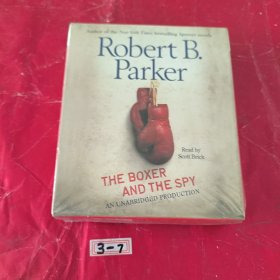 Author of the New York Times bestselling Spenser novels
Robert B.
Parker
Read by
Scott Brick
THE BOXER
AND THE SPY
AN UNABRIDGED PRODUCTION
3-7